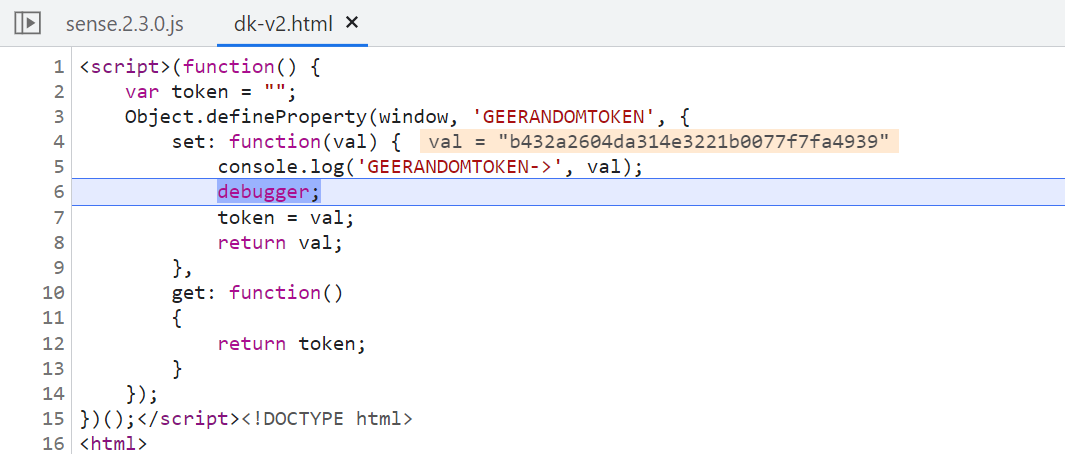 sense.2.3.0.js dk-v2.html ×
1 <script>(function() {
2 var token = "";
3 Object.defineProperty(window, 'GEERANDOMTOKEN', {
4 set: function(val) { val = "b432a2604da314e3221b0077f7fa4939"
5 console.log('GEERANDOMTOKEN->', val);
6 debugger;
7 token = val;
8 return val;
9 },
10 get: function()
11 {
12 return token;
13 }
14 });
15 })();</script><!DOCTYPE html>
16 <html>